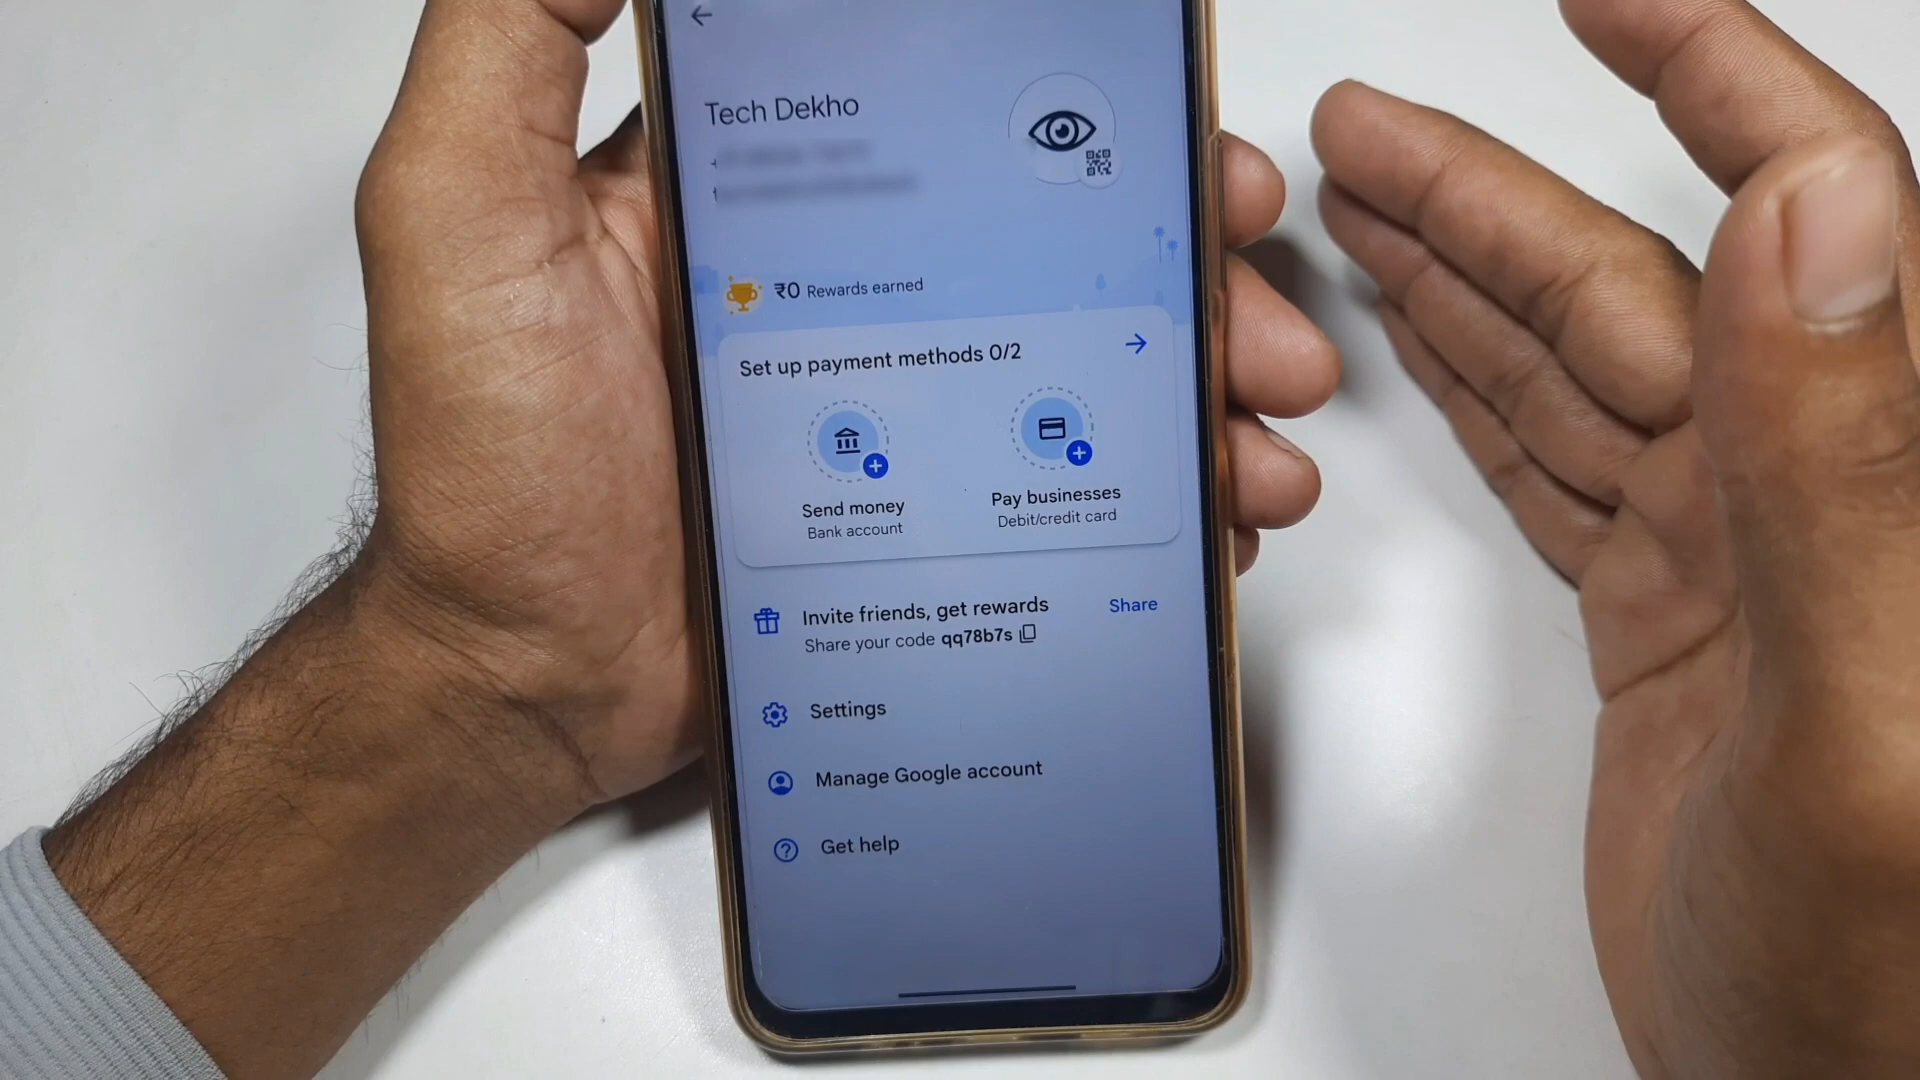 Tech Dekho
₹0 Rewards earned
Set up payment methods 0/2
Send money
Bank account
Pay businesses
Debit/credit card
Invite friends, get rewards
Share
Share your code qq78b7s
Settings
Manage Google account
Get help